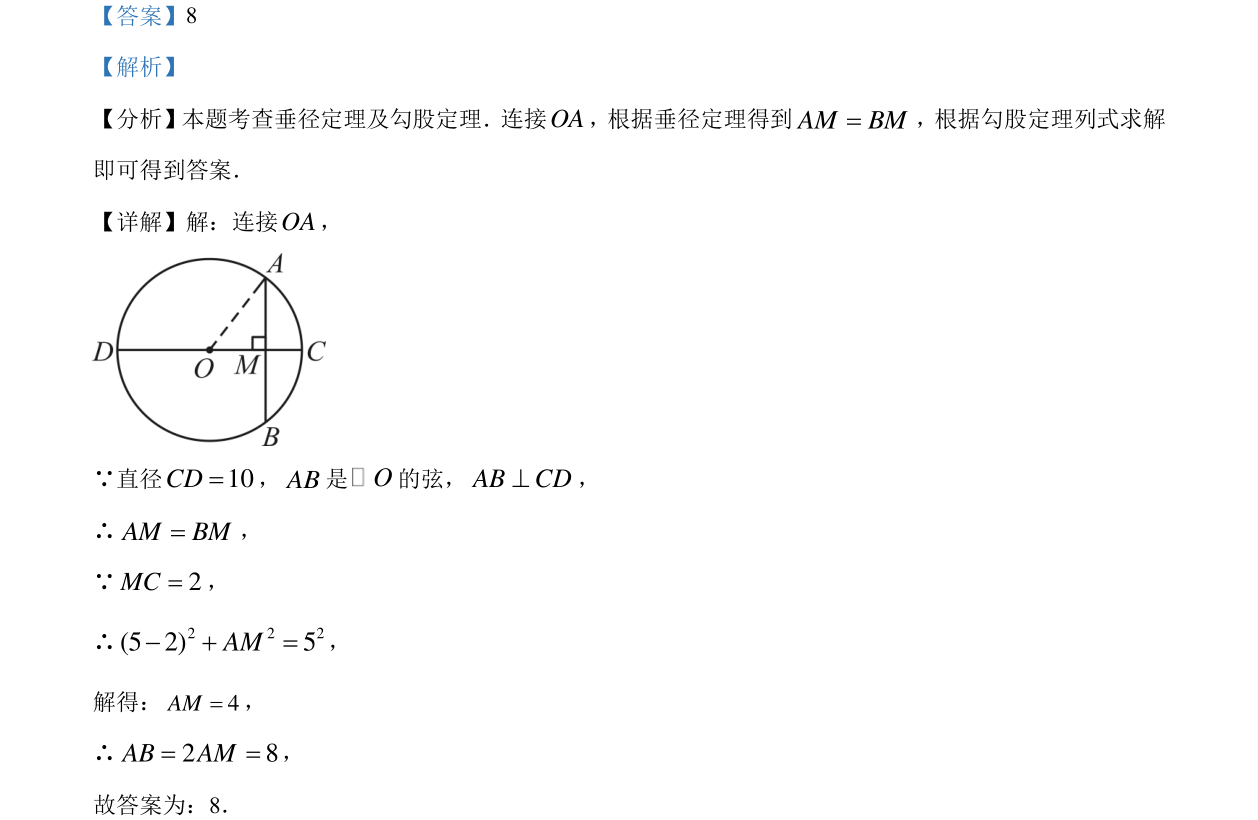 【答案】8
【解析】
【分析】本题考查垂径定理及勾股定理．连接OA，根据垂径定理得到AM = BM，根据勾股定理列式求解
即可得到答案．
【详解】解：连接OA，
A
D
O
M
C
B
∵直径CD=10，AB是□O的弦，AB⊥CD，
∴AM = BM，
∵MC = 2，
∴(5−2)²+AM²=5²，
解得：AM = 4，
∴AB = 2AM = 8，
故答案为：8．